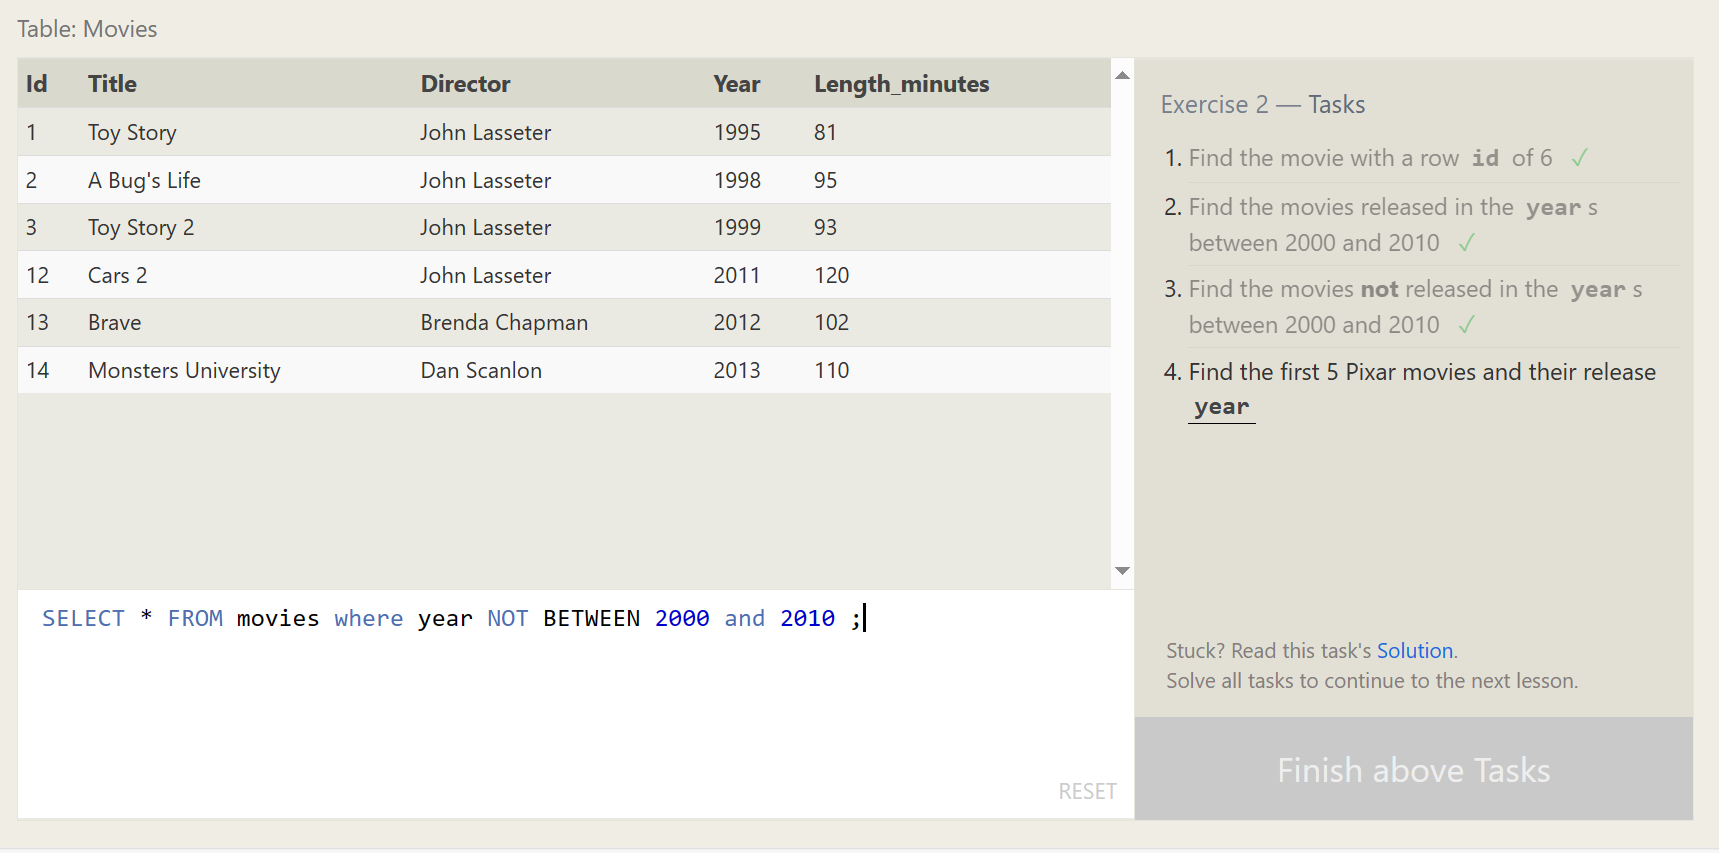 Table: Movies
Id Title Director Year Length_minutes
1 Toy Story John Lasseter 1995 81
2 A Bug's Life John Lasseter 1998 95
3 Toy Story 2 John Lasseter 1999 93
12 Cars 2 John Lasseter 2011 120
13 Brave Brenda Chapman 2012 102
14 Monsters University Dan Scanlon 2013 110
SELECT * FROM movies where year NOT BETWEEN 2000 and 2010 ;
RESET
Exercise 2 — Tasks
1. Find the movie with a row id of 6 ✓
2. Find the movies released in the year s
between 2000 and 2010 ✓
3. Find the movies not released in the year s
between 2000 and 2010 ✓
4. Find the first 5 Pixar movies and their release
year
Stuck? Read this task's Solution.
Solve all tasks to continue to the next lesson.
Finish above Tasks